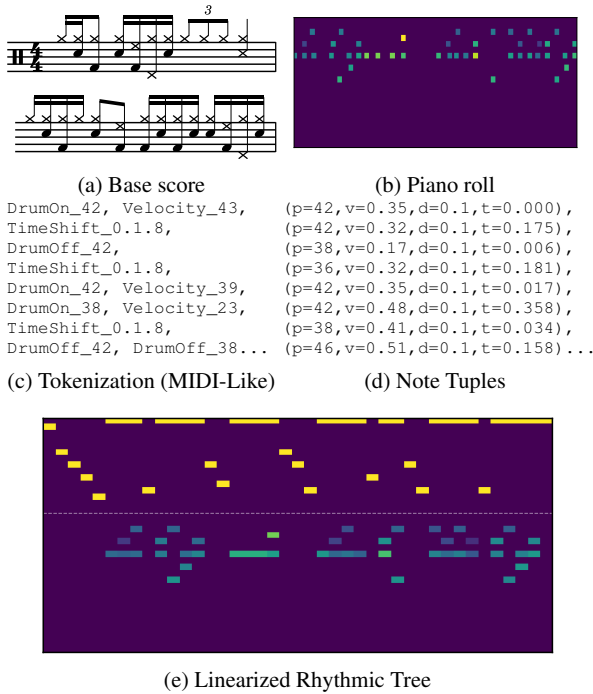 3
4
4
(a) Base score
(b) Piano roll
DrumOn_42, Velocity_43,
TimeShift_0.1.8,
DrumOff_42,
TimeShift_0.1.8,
DrumOn_42, Velocity_39,
DrumOn_38, Velocity_23,
TimeShift_0.1.8,
DrumOff_42, DrumOff_38...
(p=42,v=0.35,d=0.1,t=0.000),
(p=42,v=0.32,d=0.1,t=0.175),
(p=38,v=0.17,d=0.1,t=0.006),
(p=36,v=0.32,d=0.1,t=0.181),
(p=42,v=0.35,d=0.1,t=0.017),
(p=42,v=0.48,d=0.1,t=0.358),
(p=38,v=0.41,d=0.1,t=0.034),
(p=46,v=0.51,d=0.1,t=0.158)...
(c) Tokenization (MIDI-Like)
(d) Note Tuples
(e) Linearized Rhythmic Tree